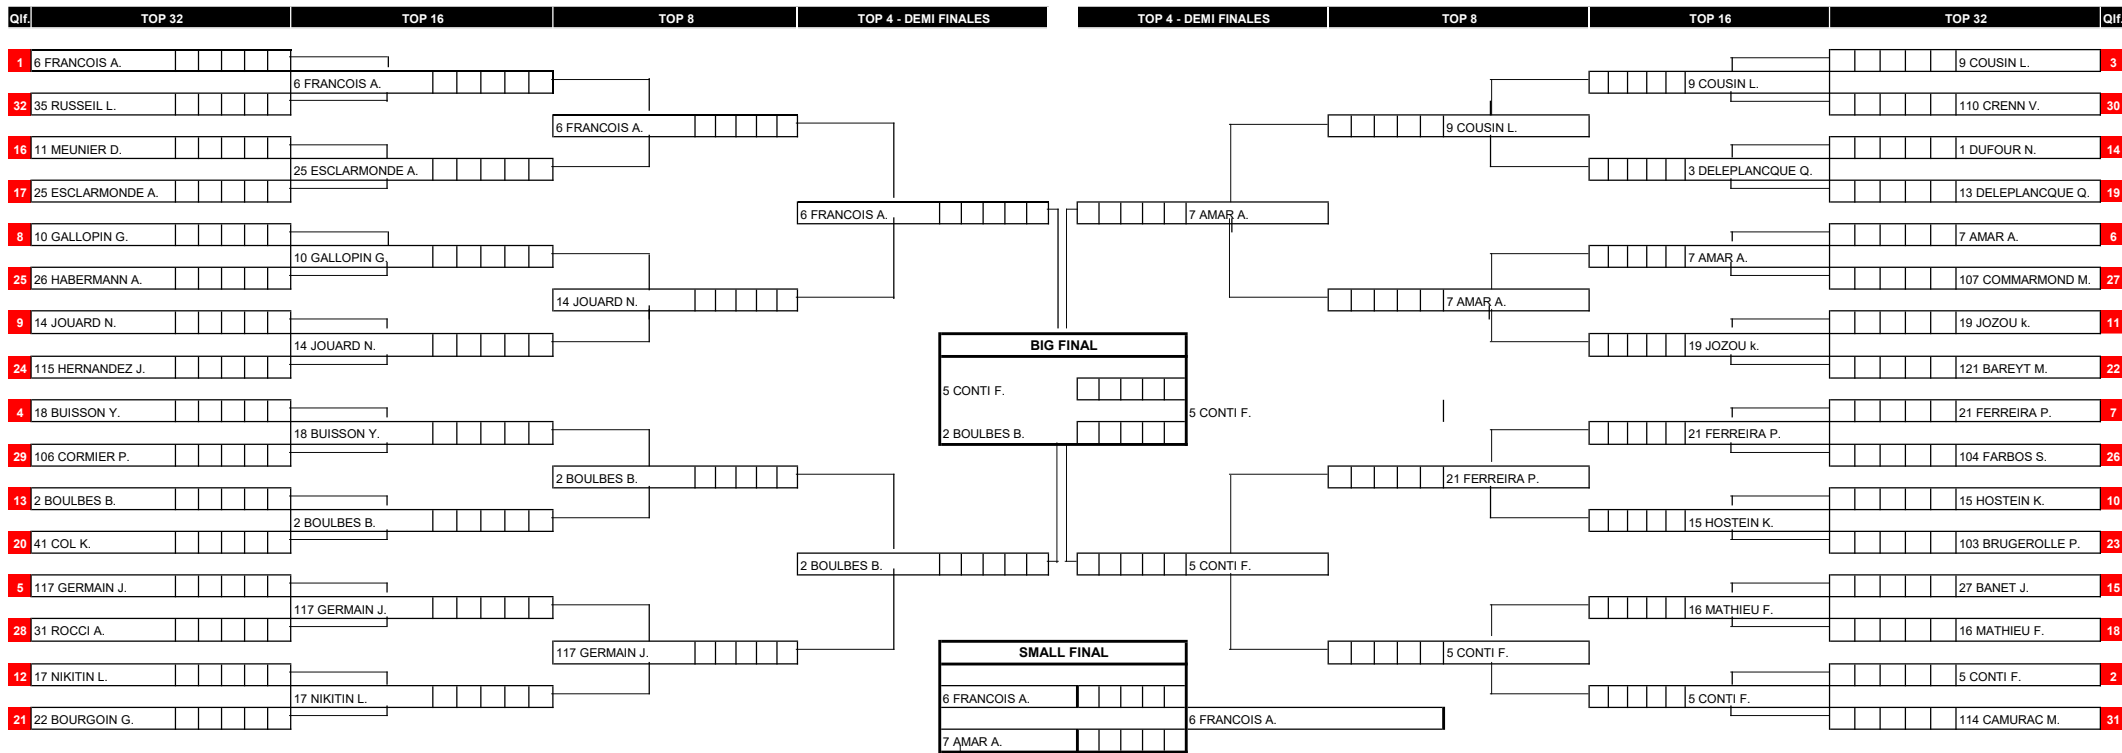 Qlf. TOP 32 TOP 16 TOP 8 TOP 4 - DEMI FINALES TOP 4 - DEMI FINALES TOP 8 TOP 16 TOP 32 Qlf.
1 6 FRANCOIS A. 9 COUSIN L. 3
6 FRANCOIS A. 9 COUSIN L.
32 35 RUSSEIL L. 110 CRENN V. 30
6 FRANCOIS A. 9 COUSIN L.
16 11 MEUNIER D. 1 DUFOUR N. 14
25 ESCLARMONDE A. 3 DELEPLANCQUE Q.
17 25 ESCLARMONDE A. 13 DELEPLANCQUE Q. 19
6 FRANCOIS A. 7 AMAR A.
8 10 GALLOPIN G. 7 AMAR A. 6
10 GALLOPIN G. 7 AMAR A.
25 26 HABERMANN A. 107 COMMARMOND M. 27
14 JOUARD N. 7 AMAR A.
9 14 JOUARD N. 19 JOZOU k. 11
14 JOUARD N. BIG FINAL 19 JOZOU k.
24 115 HERNANDEZ J. 121 BAREYT M. 22
5 CONTI F.
4 18 BUISSON Y. 5 CONTI F. 21 FERREIRA P. 7
18 BUISSON Y. 2 BOULBES B. 21 FERREIRA P.
29 106 CORMIER P. 104 FARBOS S. 26
2 BOULBES B. 21 FERREIRA P.
13 2 BOULBES B. 15 HOSTEIN K. 10
2 BOULBES B. 15 HOSTEIN K.
20 41 COL K. 103 BRUGEROLLE P. 23
2 BOULBES B. 5 CONTI F.
5 117 GERMAIN J. 27 BANET J. 15
117 GERMAIN J. 16 MATHIEU F.
28 31 ROCCI A. 16 MATHIEU F. 18
117 GERMAIN J. SMALL FINAL 5 CONTI F.
12 17 NIKITIN L. 5 CONTI F. 2
17 NIKITIN L. 6 FRANCOIS A. 5 CONTI F.
21 22 BOURGOIN G. 6 FRANCOIS A. 114 CAMURAC M. 31
7 AMAR A.